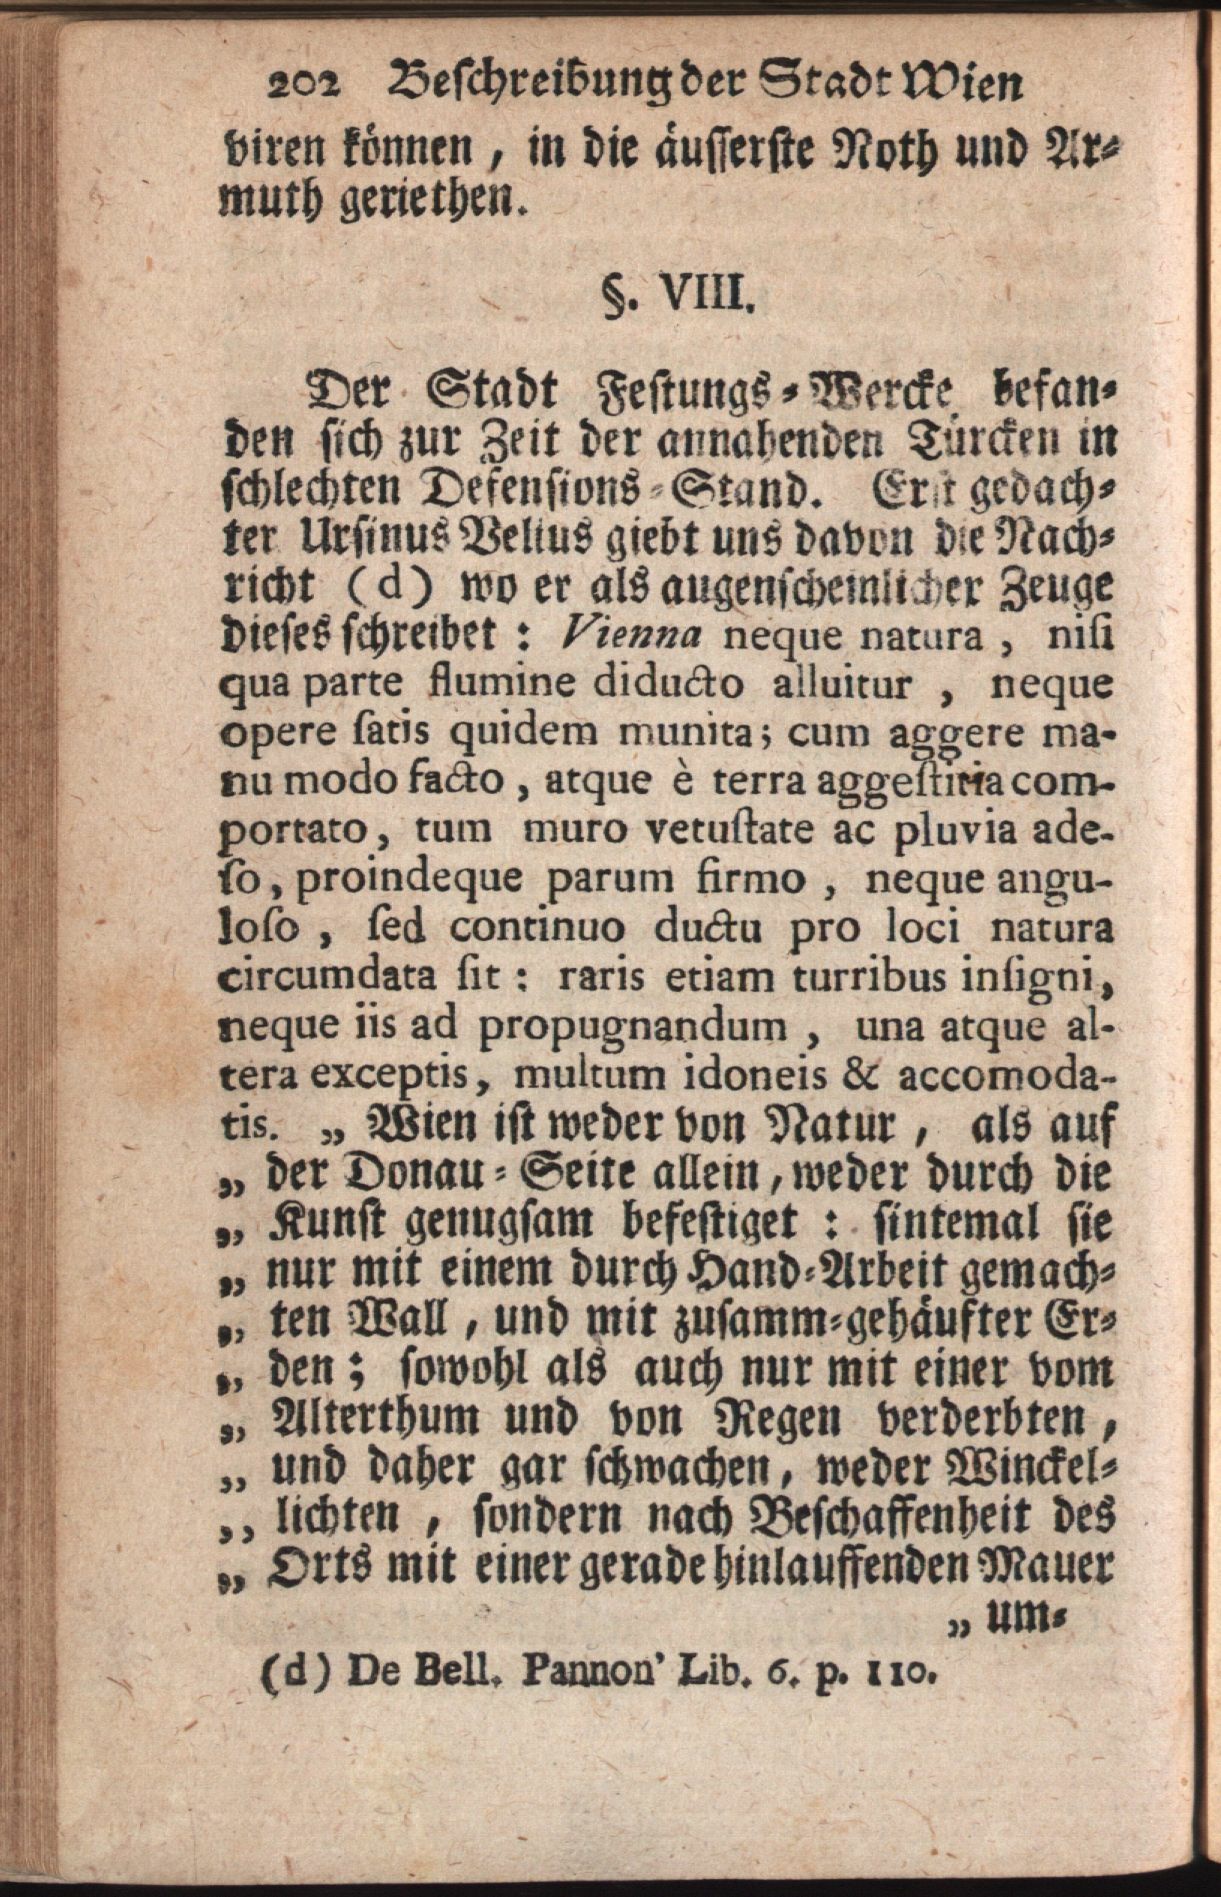 202 Beschreibung der Stadt Wien
viren können, in die äusserste Noth und Ar-
muth geriethen.
§. VIII.
Der Stadt Festungs-Wercke befan-
den sich zur Zeit der annahenden Türcken in
schlechten Defensions-Stand. Erst gedach-
ter Ursinus Velius giebt uns davon die Nach-
richt (d) wo er als augenscheinlicher Zeuge
dieses schreibet: Vienna neque natura, nisi
qua parte flumine diducto alluitur, neque
opere satis quidem munita; cum aggere ma-
nu modo facto, atque è terra aggestitia com-
portato, tum muro vetustate ac pluvia ade-
so, proindeque parum firmo, neque angu-
loso, sed continuo ductu pro loci natura
circumdata sit: raris etiam turribus insigni,
neque iis ad propugnandum, una atque al-
tera exceptis, multum idoneis & accomoda-
tis. „ Wien ist weder von Natur, als auf
„ der Donau-Seite allein, weder durch die
„ Kunst genugsam befestiget: sintemal sie
„ nur mit einem durch Hand-Arbeit gemach-
„ ten Wall, und mit zusamm-gehäufter Er-
„ den; sowohl als auch nur mit einer vom
„ Alterthum und von Regen verderbten,
„ und daher gar schwachen, weder Winckel-
„ lichten, sondern nach Beschaffenheit des
„ Orts mit einer gerade hinlauffenden Mauer
„ um-
(d) De Bell. Pannon' Lib. 6. p. 110.